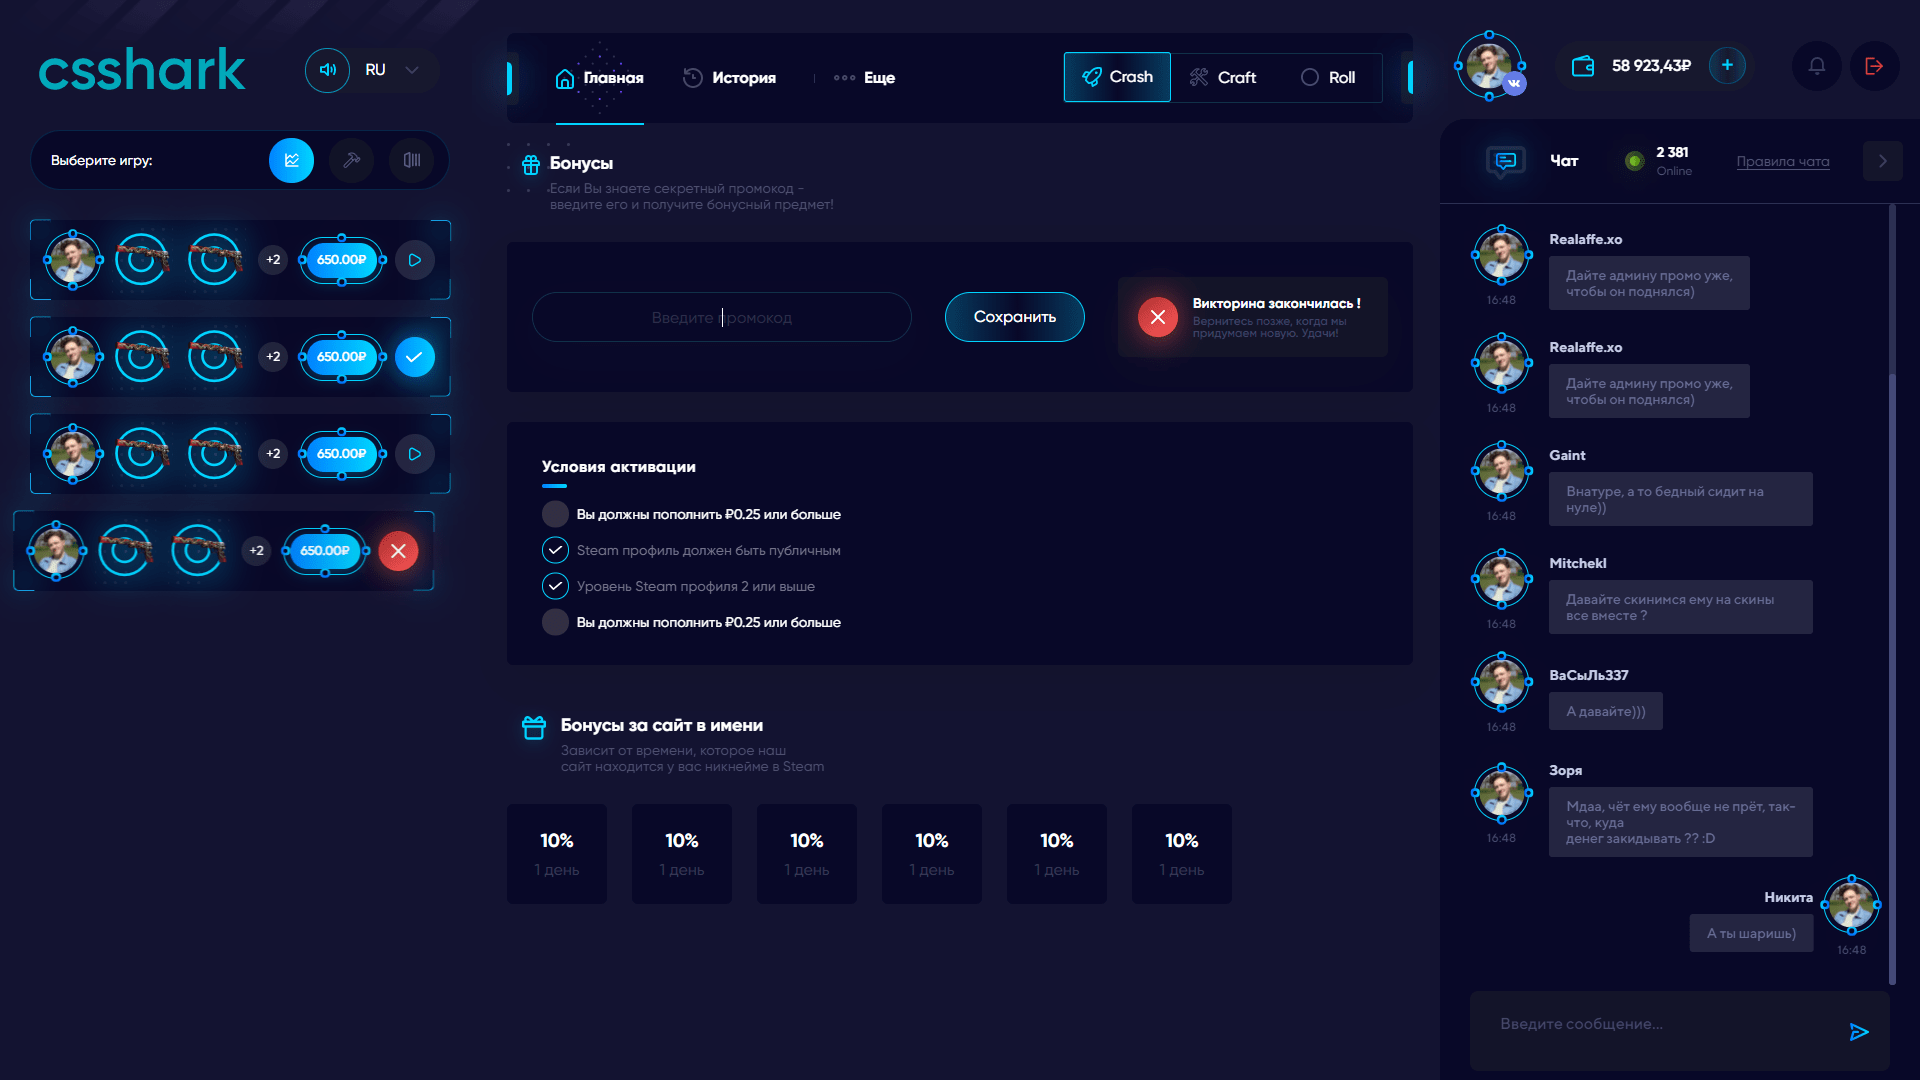 csshark
RU
Выберите игру:
+2
650.00₽
+2
650.00₽
+2
650.00₽
+2
650.00₽
Главная
История
Еще
Crash
Craft
Roll
Бонусы
Если Вы знаете секретный промокод -
введите его и получите бонусный предмет!
Введите промокод
Сохранить
Викторина закончилась !
Вернитесь позже, когда мы
придумаем новую. Удачи!
Условия активации
Вы должны пополнить ₽0.25 или больше
Steam профиль должен быть публичным
Уровень Steam профиля 2 или выше
Вы должны пополнить ₽0.25 или больше
Бонусы за сайт в имени
Зависит от времени, которое наш
сайт находится у вас никнейме в Steam
10%
1 день
10%
1 день
10%
1 день
10%
1 день
10%
1 день
10%
1 день
58 923,43₽
Чат
2 381
Online
Правила чата
Realaffe.xo
Дайте админу промо уже,
чтобы он поднялся)
16:48
Realaffe.xo
Дайте админу промо уже,
чтобы он поднялся)
16:48
Gaint
Внатуре, а то бедный сидит на
нуле))
16:48
Mitchekl
Давайте скинимся ему на скины
все вместе ?
16:48
ВаСыЛь337
А давайте)))
16:48
Зоря
Мдаа, чёт ему вообще не прёт, так-
что, куда
денег закидывать ?? :D
16:48
Никита
А ты шаришь)
16:48
Введите сообщение...